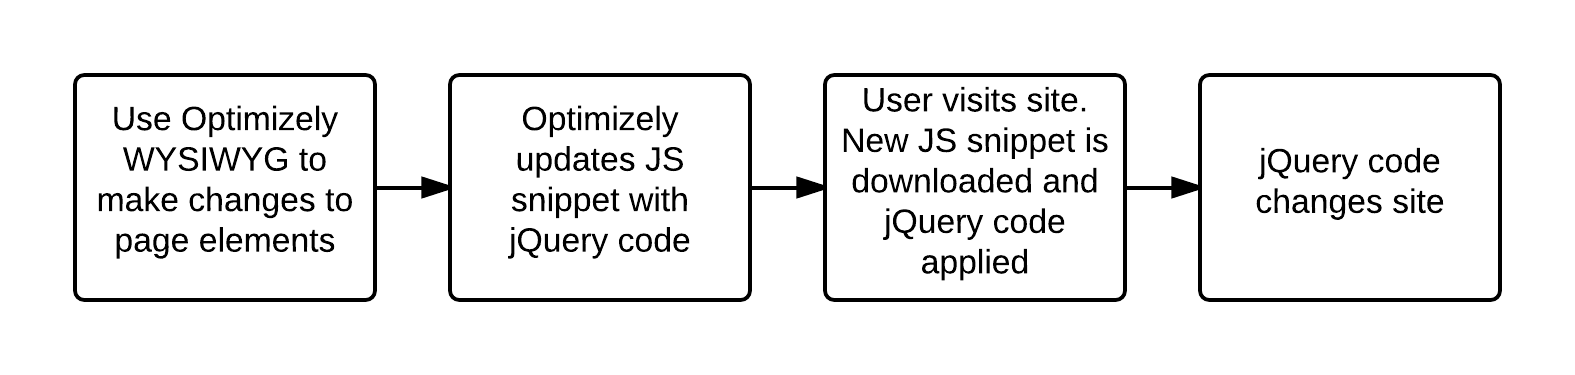 Use Optimizely
WYSIWYG to
make changes to
page elements
Optimizely
updates JS
snippet with
jQuery code
User visits site.
New JS snippet is
downloaded and
jQuery code
applied
jQuery code
changes site